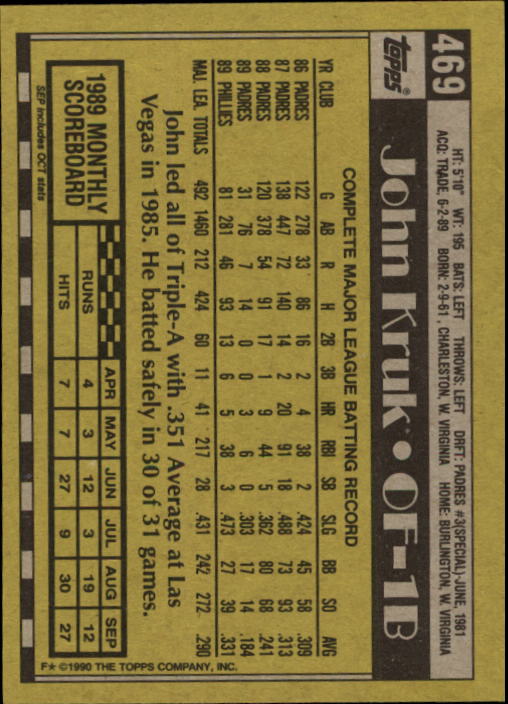 469
HT: 5'10" WT: 195 BATS: LEFT THROWS: LEFT DRFT: PADRES #3(SPECIAL)-JUNE, 1981
ACQ: TRADE, 6-2-89 BORN: 2-9-61, CHARLESTON, W. VIRGINIA HOME: BURLINGTON, W. VIRGINIA
TOPPS® John Kruk • OF-1B
COMPLETE MAJOR LEAGUE BATTING RECORD
YR CLUB G AB R H 2B 3B HR RBI SB SLG BB SO AVG
86 PADRES 122 278 33 86 16 2 4 38 2 .424 45 58 .309
87 PADRES 138 447 72 140 14 2 20 91 18 .488 73 93 .313
88 PADRES 120 378 54 91 17 1 9 44 5 .362 80 68 .241
89 PADRES 31 76 7 14 0 0 3 6 0 .303 17 14 .184
89 PHILLIES 81 281 46 93 13 6 5 38 3 .473 27 39 .331
MAJ. LEA. TOTALS 492 1460 212 424 60 11 41 217 28 .431 242 272 .290
John led all of Triple-A with .351 Average at Las
Vegas in 1985. He batted safely in 30 of 31 games.
1989 MONTHLY
SCOREBOARD
APR MAY JUN JUL AUG SEP
RUNS 4 3 12 3 19 12
HITS 7 7 27 9 30 27
SEP includes OCT stats
F★ ©1990 THE TOPPS COMPANY, INC.